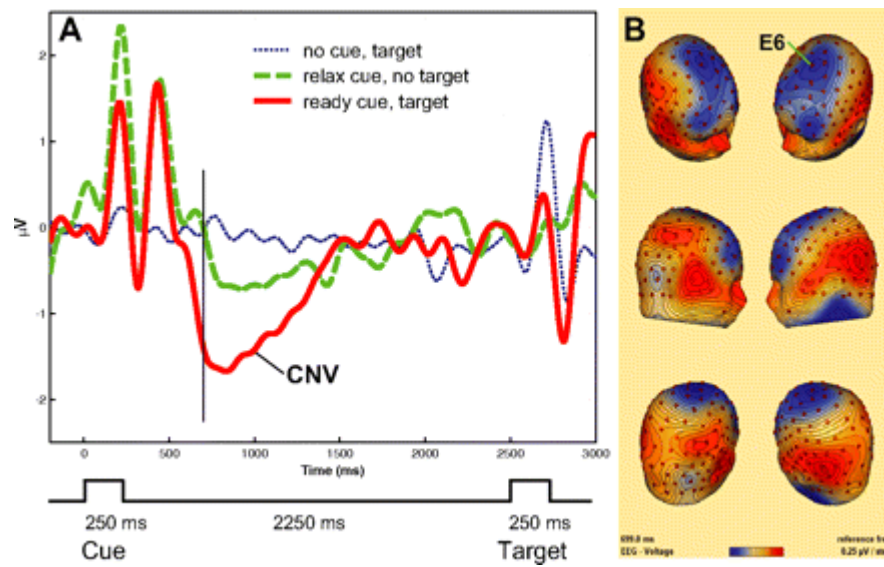 A
no cue, target
relax cue, no target
ready cue, target
2
1
0
-1
-2
μV
CNV
0 500 1000 1500 2000 2500 3000
Time (ms)
250 ms 2250 ms 250 ms
Cue Target
B
E6
699.0 ms
EEG - Voltage
reference fre
0.25 μV /